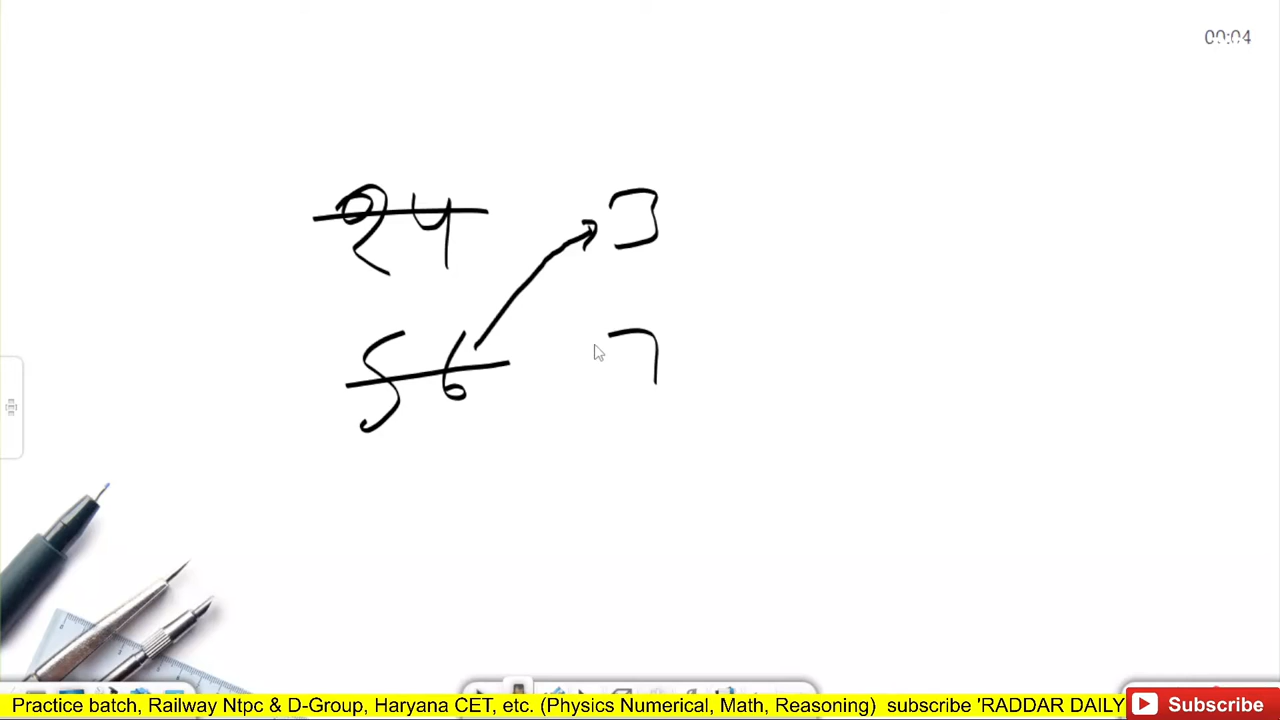 00:04
24 3
56 7
Practice batch, Railway Ntpc & D-Group, Haryana CET, etc. (Physics Numerical, Math, Reasoning) subscribe 'RADDAR DAILY
Subscribe